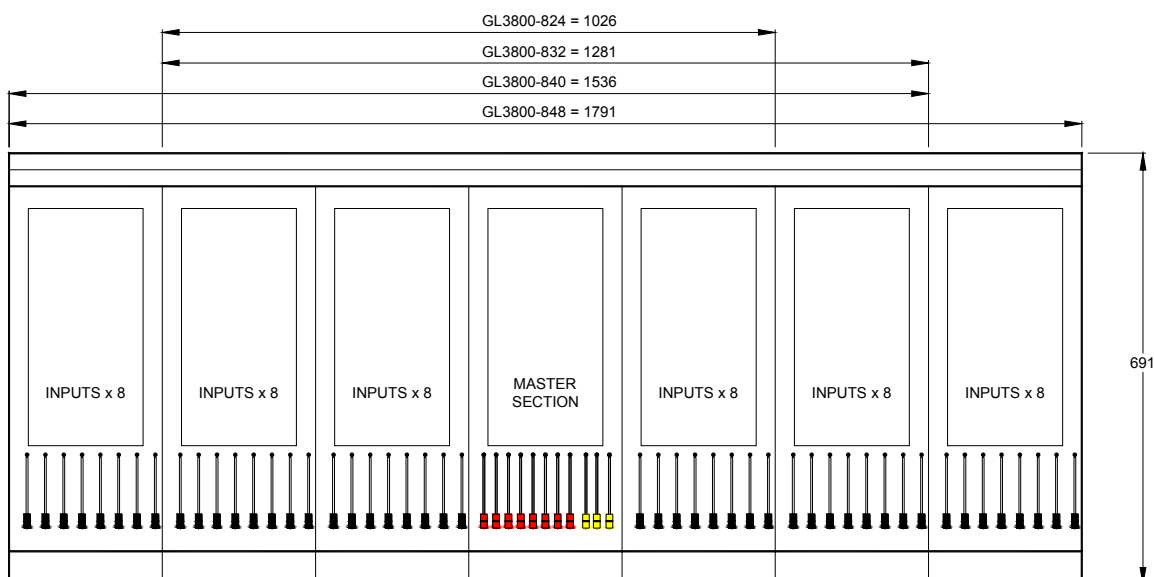 GL3800-824 = 1026
GL3800-832 = 1281
GL3800-840 = 1536
GL3800-848 = 1791
691
INPUTS x 8
INPUTS x 8
INPUTS x 8
MASTER
SECTION
INPUTS x 8
INPUTS x 8
INPUTS x 8